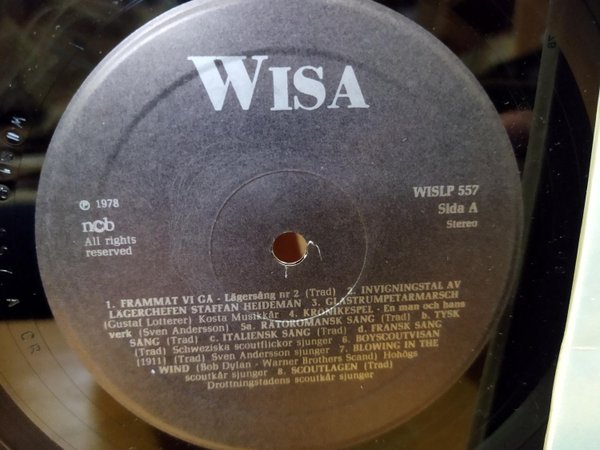 WISA
℗ 1978
ncb
All rights
reserved
WISLP 557
Sida A
Stereo
1. FRAMMAT VI GA - Lägersång nr 2 (Trad) 2. INVIGNINGSTAL AV
LÄGERCHEFEN STAFFAN HEIDEMAN 3. GLASTRUMPETARMARSCH
(Gustaf Lotterer) Kosta Musikkår 4. KRÖNIKESPEL - En man och hans
verk (Sven Andersson) 5a. RÄTOROMANSK SÅNG (Trad) b. TYSK
SÅNG (Trad) c. ITALIENSK SÅNG (Trad) d. FRANSK SÅNG
(Trad) Schweziska scoutflickor sjunger 6. BOYSCOUTVISAN
(1911) (Trad) Sven Andersson sjunger 7. BLOWING IN THE
WIND (Bob Dylan - Warner Brothers Scand) Hohögs
scoutkår sjunger 8. SCOUTLAGEN (Trad)
Drottningstadens scoutkår sjunger